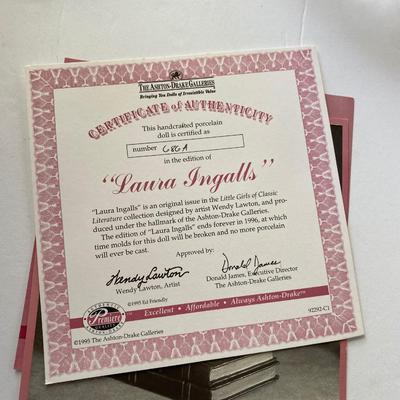 THE ASHTON-DRAKE GALLERIES
Bringing You Dolls of Irresistible Value
CERTIFICATE of AUTHENTICITY
This handcrafted porcelain
doll is certified as
number 686A
in the edition of
"Laura Ingalls"
"Laura Ingalls" is an original issue in the Little Girls of Classic
Literature collection designed by artist Wendy Lawton, and pro-
duced under the hallmark of the Ashton-Drake Galleries.
The edition of "Laura Ingalls" ends forever in 1996, at which
time molds for this doll will be broken and no more porcelain
will ever be cast.
Approved by:
Wendy Lawton
Wendy Lawton, Artist
Donald James
Donald James, Executive Director
The Ashton-Drake Galleries
©1995 Ed Friendly
Premiere
Excellent • Affordable • Always Ashton-Drake™
©1995 The Ashton-Drake Galleries
92292-C1